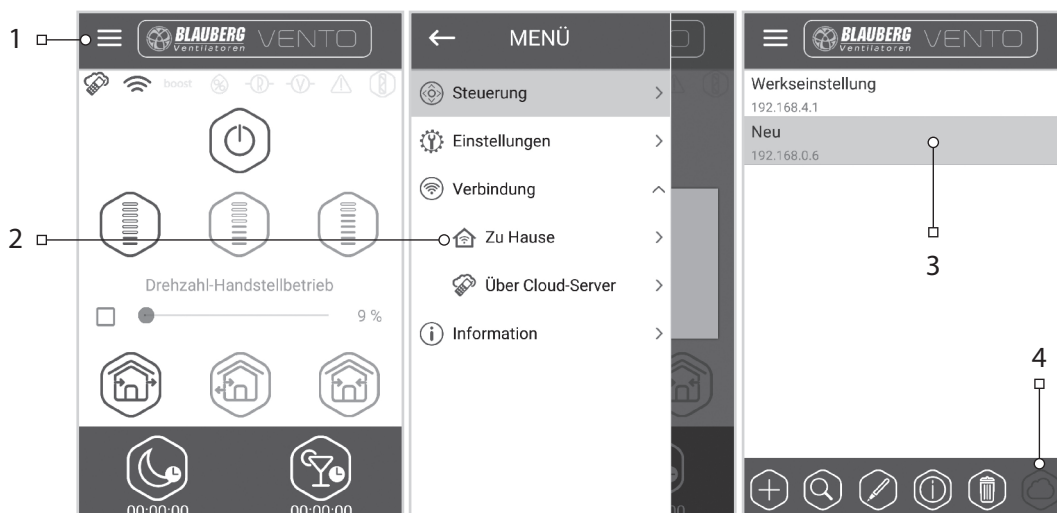 1
BLAUBERG
Ventilatoren
VENTO
boost
R
V
Drehzahl-Handstellbetrieb
9 %
00:00:00
00:00:00
2
MENÜ
Steuerung
Einstellungen
Verbindung
Zu Hause
Über Cloud-Server
Information
BLAUBERG
Ventilatoren
VENTO
Werkseinstellung
192.168.4.1
Neu
192.168.0.6
3
4